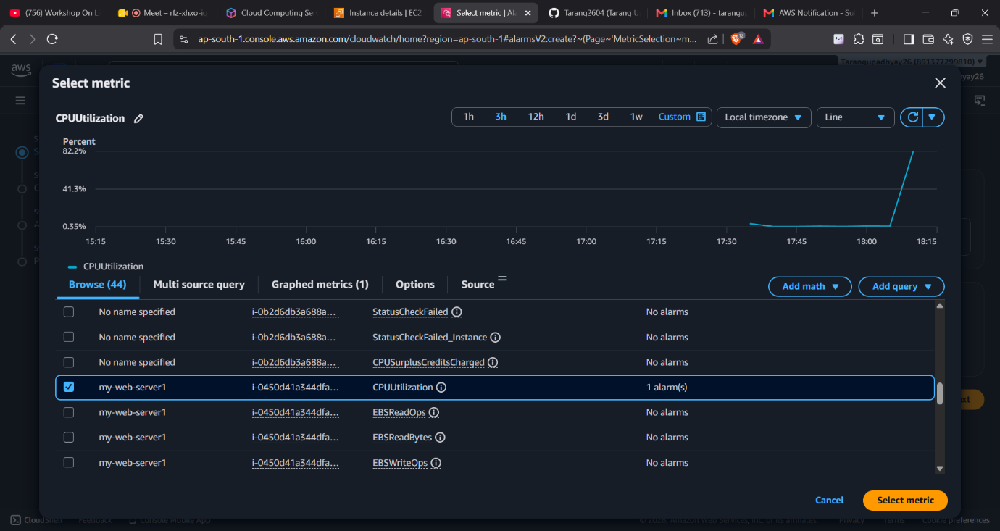 (756) Workshop On Li
Meet – rfz-xhxo-iq
Cloud Computing Ser
Instance details | EC2
Select metric | Al
Tarang2604 (Tarang U
Inbox (713) - tarangup
AWS Notification - Su
ap-south-1.console.aws.amazon.com/cloudwatch/home?region=ap-south-1#alarmsV2:create?~(Page~'MetricSelection~m...
12
aws
Tarangupadhyay26 (891377299810)
yay26
Select metric
CPUUtilization
1h 3h 12h 1d 3d 1w Custom
Local timezone
Line
Percent
82.2%
41.3%
0.35%
15:15 15:30 15:45 16:00 16:15 16:30 16:45 17:00 17:15 17:30 17:45 18:00 18:15
CPUUtilization
Browse (44) Multi source query Graphed metrics (1) Options Source
Add math Add query
No name specified i-0b2d6db3a688a... StatusCheckFailed No alarms
No name specified i-0b2d6db3a688a... StatusCheckFailed_Instance No alarms
No name specified i-0b2d6db3a688a... CPUSurplusCreditsCharged No alarms
my-web-server1 i-0450d41a344dfa... CPUUtilization 1 alarm(s)
my-web-server1 i-0450d41a344dfa... EBSReadOps No alarms
my-web-server1 i-0450d41a344dfa... EBSReadBytes No alarms
my-web-server1 i-0450d41a344dfa... EBSWriteOps No alarms
xt
Cancel Select metric
CloudShell Feedback Console Mobile App © 2026, Amazon Web Services, Inc. or its affiliates. Privacy Terms Cookie preferences